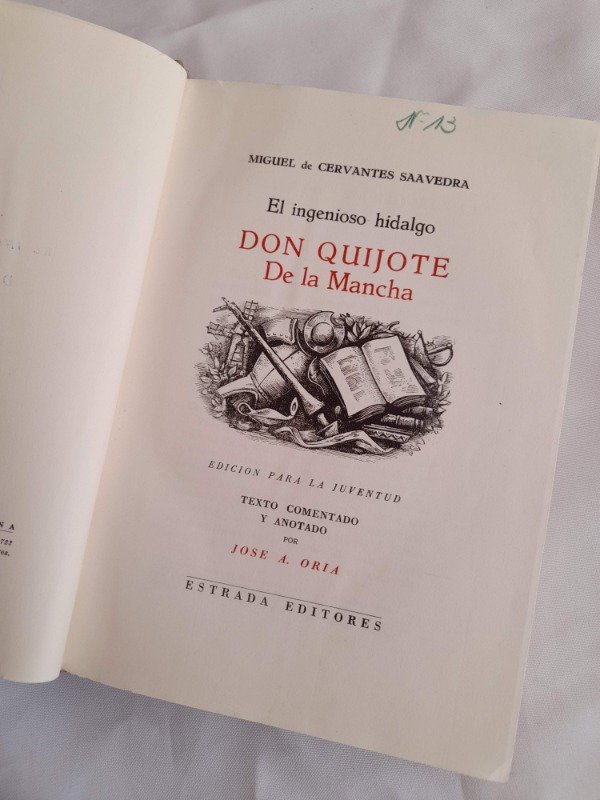 Nº 13
MIGUEL de CERVANTES SAAVEDRA
El ingenioso hidalgo
DON QUIJOTE
De la Mancha
EDICION PARA LA JUVENTUD
TEXTO COMENTADO
Y ANOTADO
POR
JOSE A. ORIA
ESTRADA EDITORES